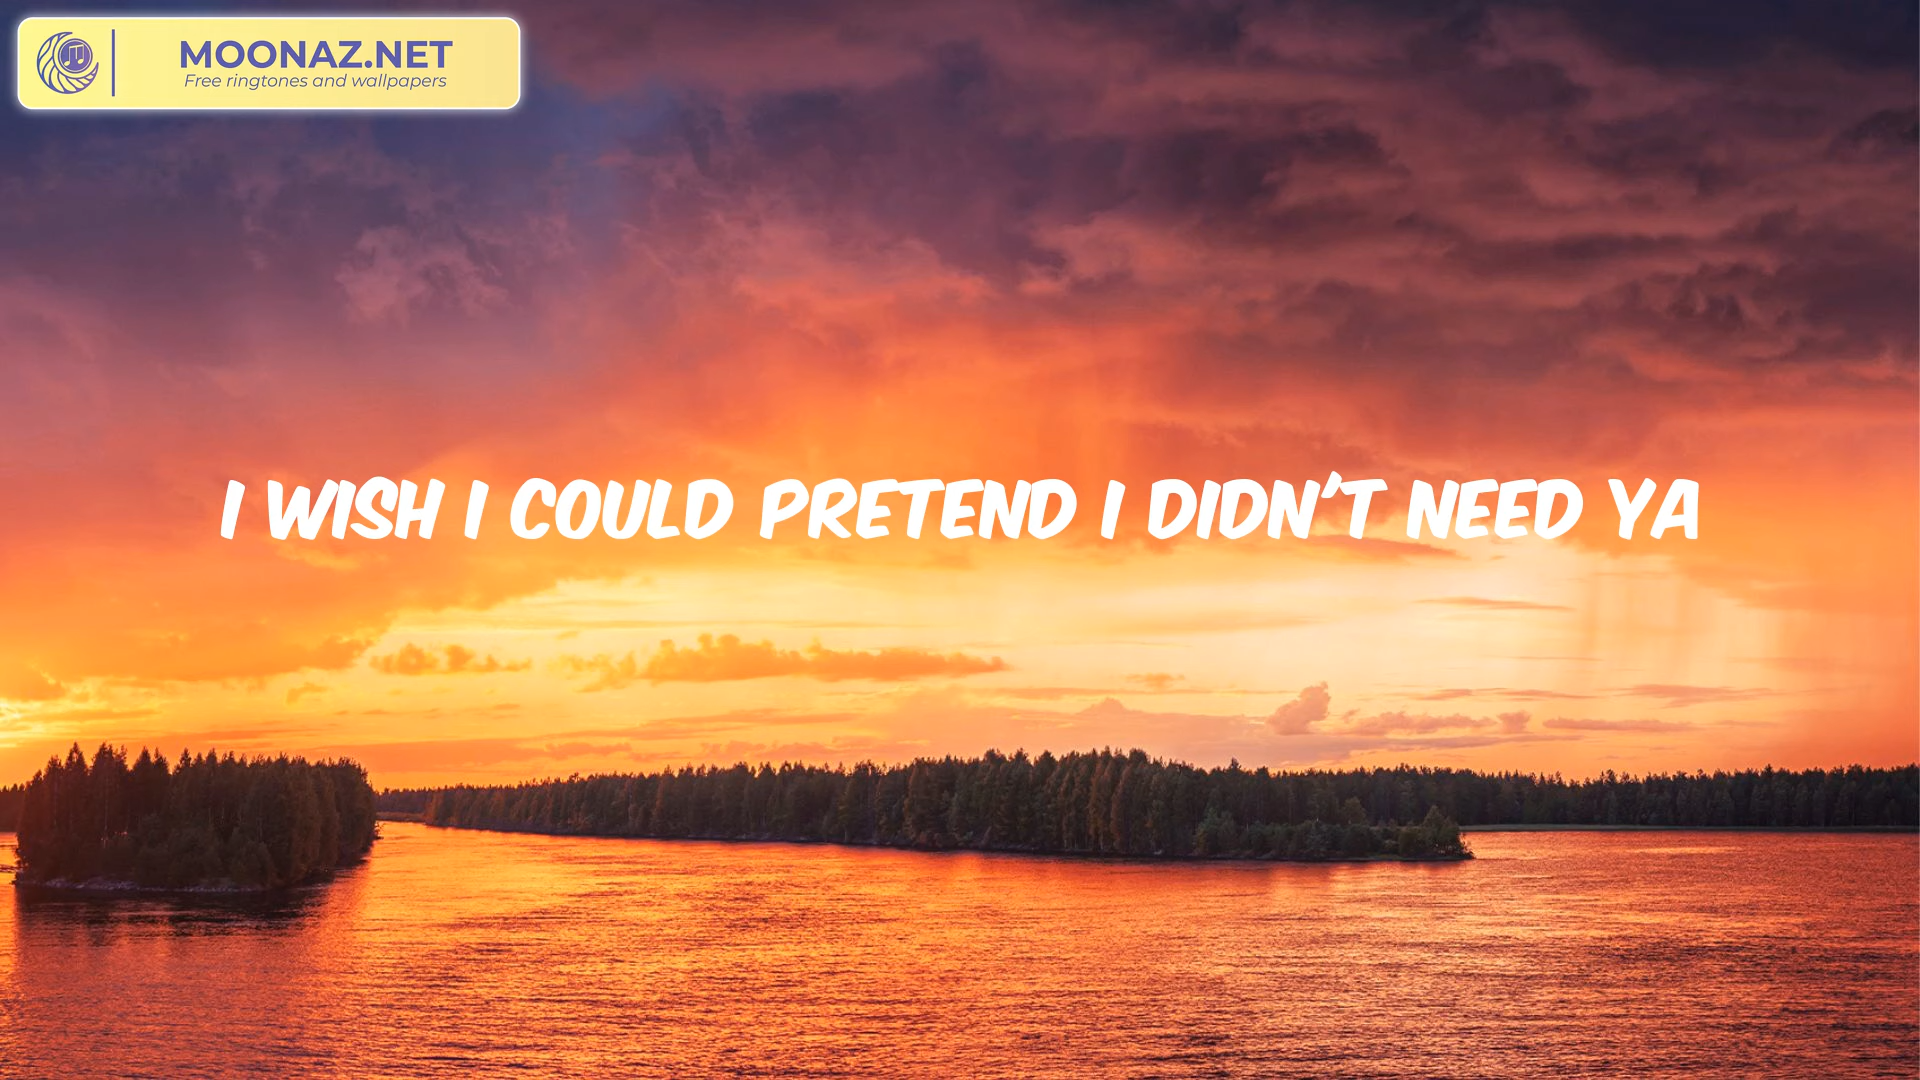 MOONAZ.NET
Free ringtones and wallpapers
I WISH I COULD PRETEND I DIDN'T NEED YA